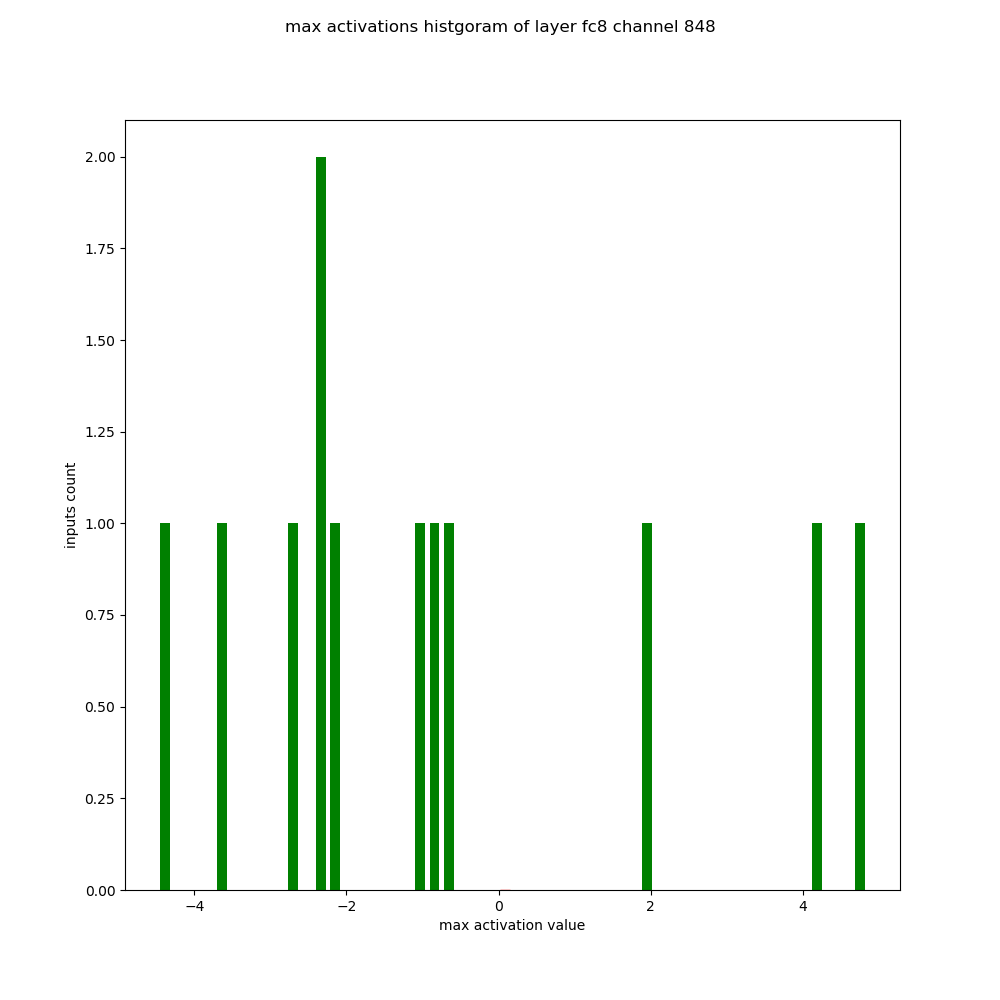 max activations histgoram of layer fc8 channel 848
2.00
1.75
1.50
1.25
1.00
0.75
0.50
0.25
0.00
inputs count
−4 −2 0 2 4
max activation value